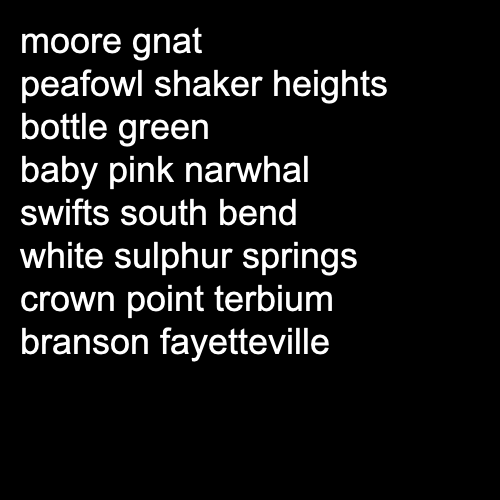 moore gnat
peafowl shaker heights
bottle green
baby pink narwhal
swifts south bend
white sulphur springs
crown point terbium
branson fayetteville